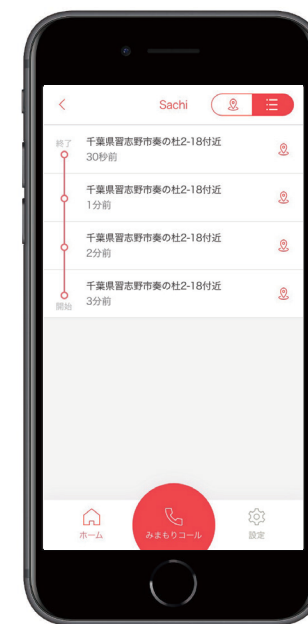 Sachi
終了
千葉県習志野市奏の杜2-18付近
30秒前
千葉県習志野市奏の杜2-18付近
1分前
千葉県習志野市奏の杜2-18付近
2分前
千葉県習志野市奏の杜2-18付近
3分前
開始
ホーム
みまもりコール
設定